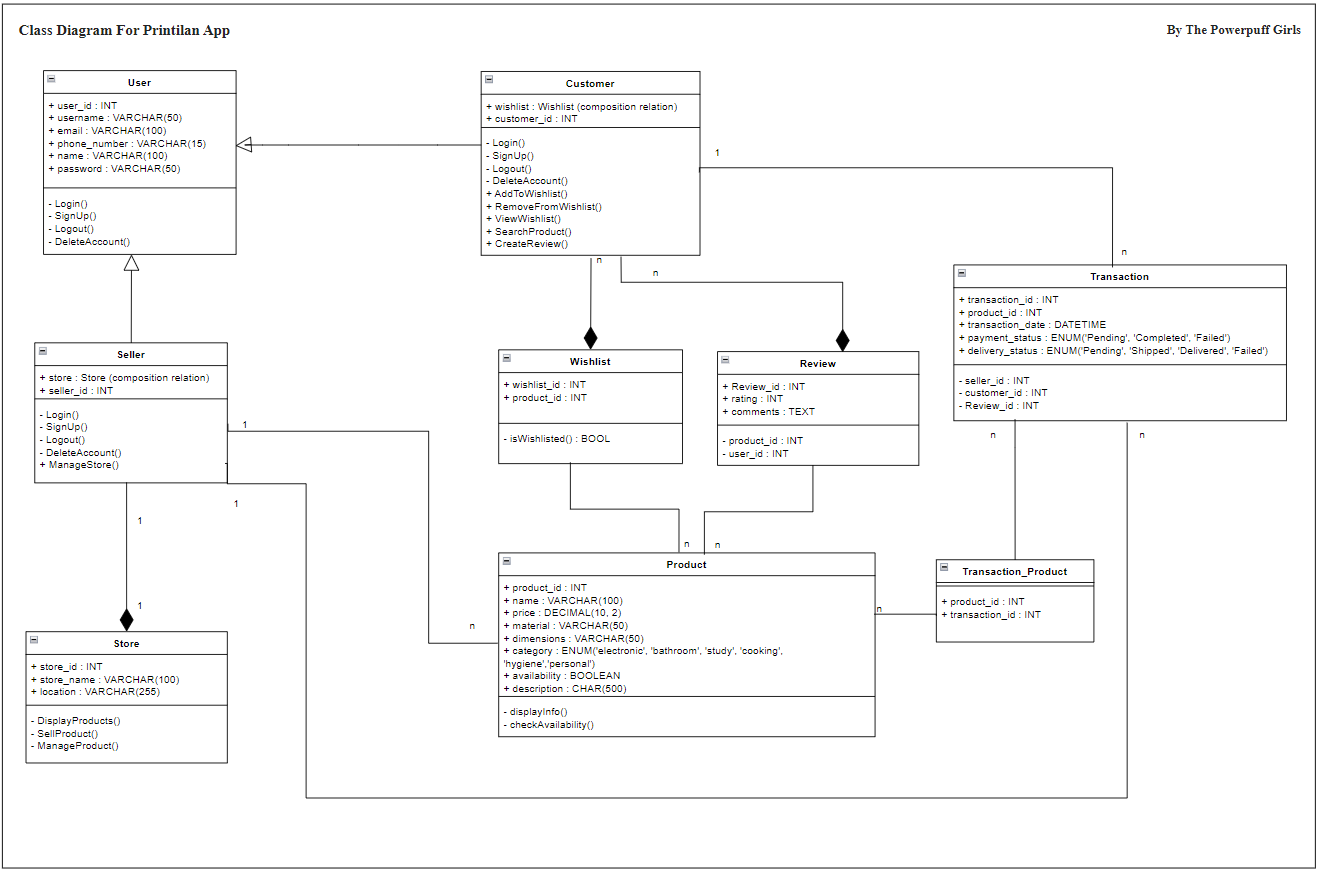 Class Diagram For Printilan App
By The Powerpuff Girls
User
+ user_id : INT
+ username : VARCHAR(50)
+ email : VARCHAR(100)
+ phone_number : VARCHAR(15)
+ name : VARCHAR(100)
+ password : VARCHAR(50)
- Login()
- SignUp()
- Logout()
- DeleteAccount()
Customer
+ wishlist : Wishlist (composition relation)
+ customer_id : INT
- Login()
- SignUp()
- Logout()
- DeleteAccount()
+ AddToWishlist()
+ RemoveFromWishlist()
+ ViewWishlist()
+ SearchProduct()
+ CreateReview()
1
n
n
n
Transaction
+ transaction_id : INT
+ product_id : INT
+ transaction_date : DATETIME
+ payment_status : ENUM('Pending', 'Completed', 'Failed')
+ delivery_status : ENUM('Pending', 'Shipped', 'Delivered', 'Failed')
- seller_id : INT
- customer_id : INT
- Review_id : INT
n
n
Seller
+ store : Store (composition relation)
+ seller_id : INT
- Login()
- SignUp()
- Logout()
- DeleteAccount()
+ ManageStore()
1
1
1
1
Wishlist
+ wishlist_id : INT
+ product_id : INT
- isWishlisted() : BOOL
Review
+ Review_id : INT
+ rating : INT
+ comments : TEXT
- product_id : INT
- user_id : INT
n
n
n
n
Product
+ product_id : INT
+ name : VARCHAR(100)
+ price : DECIMAL(10, 2)
+ material : VARCHAR(50)
+ dimensions : VARCHAR(50)
+ category : ENUM('electronic', 'bathroom', 'study', 'cooking',
'hygiene','personal')
+ availability : BOOLEAN
+ description : CHAR(500)
- displayInfo()
- checkAvailability()
Transaction_Product
+ product_id : INT
+ transaction_id : INT
Store
+ store_id : INT
+ store_name : VARCHAR(100)
+ location : VARCHAR(255)
- DisplayProducts()
- SellProduct()
- ManageProduct()